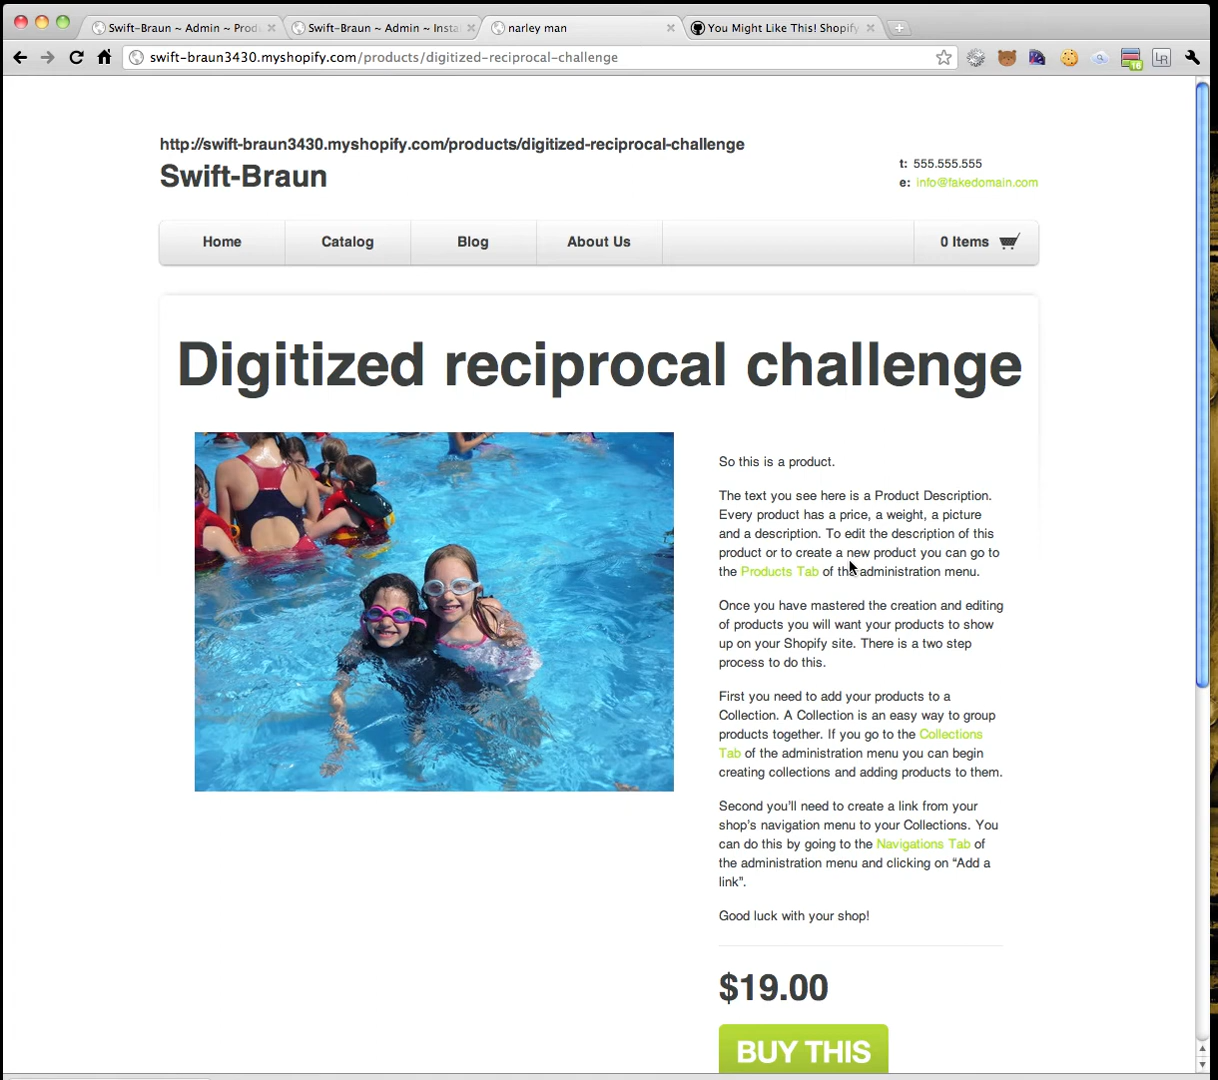 Swift-Braun ~ Admin ~ Prod
Swift-Braun ~ Admin ~ Instal
narley man
You Might Like This! Shopify
swift-braun3430.myshopify.com/products/digitized-reciprocal-challenge
16
LR
http://swift-braun3430.myshopify.com/products/digitized-reciprocal-challenge
Swift-Braun
t: 555.555.555
e: info@fakedomain.com
Home
Catalog
Blog
About Us
0 Items
Digitized reciprocal challenge
So this is a product.
The text you see here is a Product Description.
Every product has a price, a weight, a picture
and a description. To edit the description of this
product or to create a new product you can go to
the Products Tab of the administration menu.
Once you have mastered the creation and editing
of products you will want your products to show
up on your Shopify site. There is a two step
process to do this.
First you need to add your products to a
Collection. A Collection is an easy way to group
products together. If you go to the Collections
Tab of the administration menu you can begin
creating collections and adding products to them.
Second you’ll need to create a link from your
shop’s navigation menu to your Collections. You
can do this by going to the Navigations Tab of
the administration menu and clicking on “Add a
link”.
Good luck with your shop!
$19.00
BUY THIS